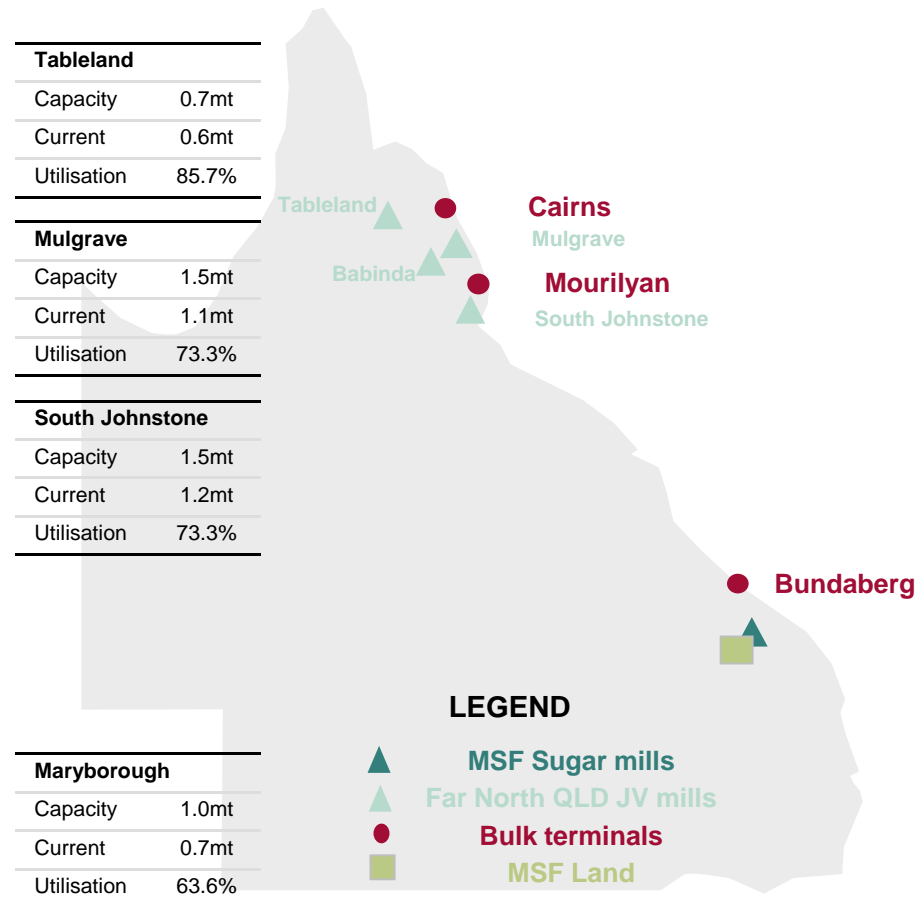 Tableland
Capacity 0.7mt
Current 0.6mt
Utilisation 85.7%
Mulgrave
Capacity 1.5mt
Current 1.1mt
Utilisation 73.3%
South Johnstone
Capacity 1.5mt
Current 1.2mt
Utilisation 73.3%
Maryborough
Capacity 1.0mt
Current 0.7mt
Utilisation 63.6%
Tableland
Cairns
Mulgrave
Babinda
Mourilyan
South Johnstone
Bundaberg
LEGEND
MSF Sugar mills
Far North QLD JV mills
Bulk terminals
MSF Land